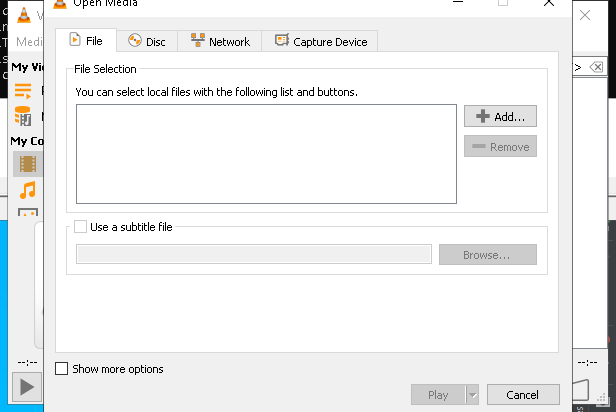 Open Media
File
Disc
Network
Capture Device
File Selection
You can select local files with the following list and buttons.
Add...
Remove
Use a subtitle file
Browse...
Show more options
Play
Cancel
Medi
My Vi
My Co
--:--
--:--